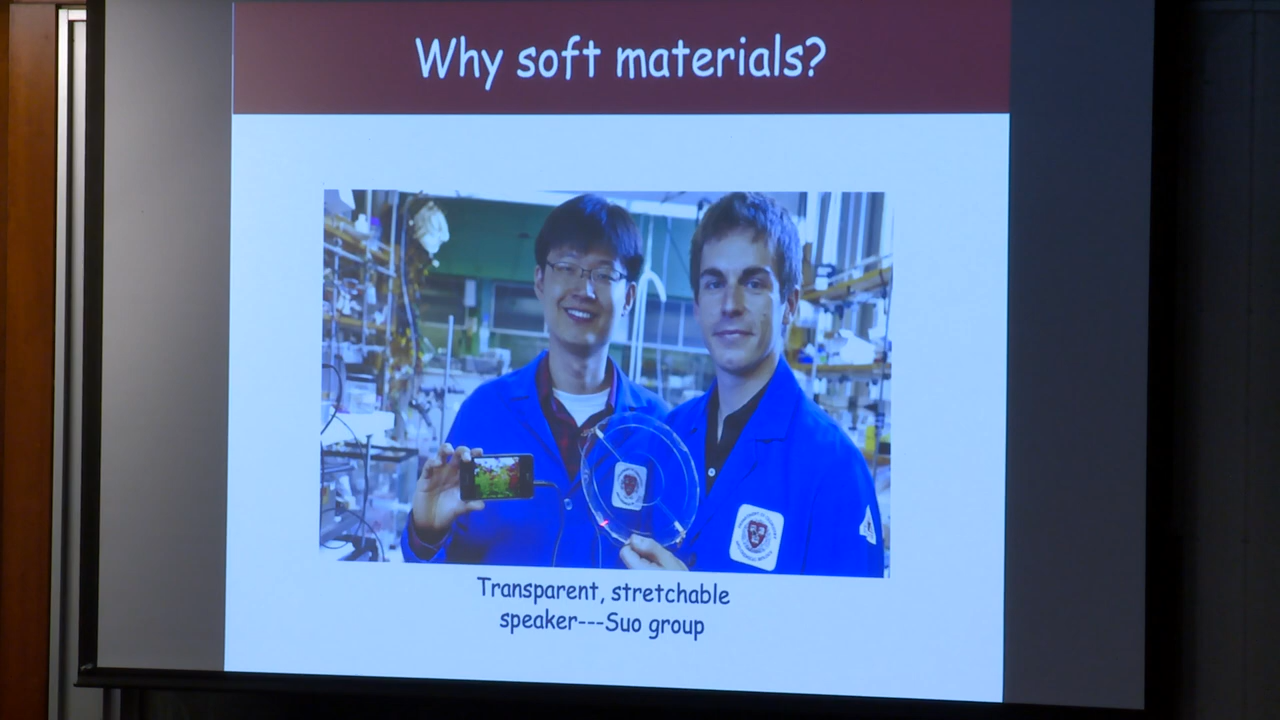 Why soft materials?
Transparent, stretchable
speaker---Suo group